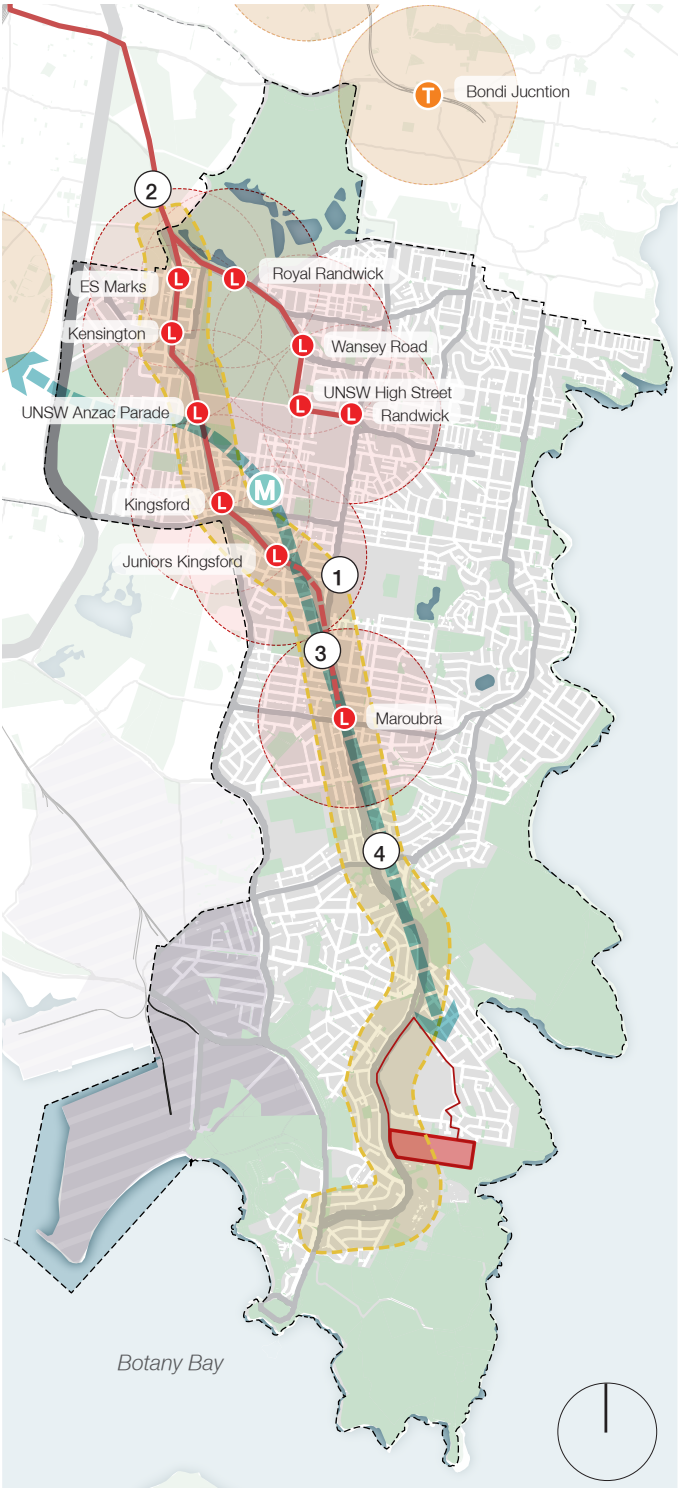 T
Bondi Jucntion
2
ES Marks
L
L
Royal Randwick
Kensington
L
L
Wansey Road
UNSW High Street
UNSW Anzac Parade
L
L
L
Randwick
M
Kingsford
L
Juniors Kingsford
L
1
3
L
Maroubra
4
Botany Bay